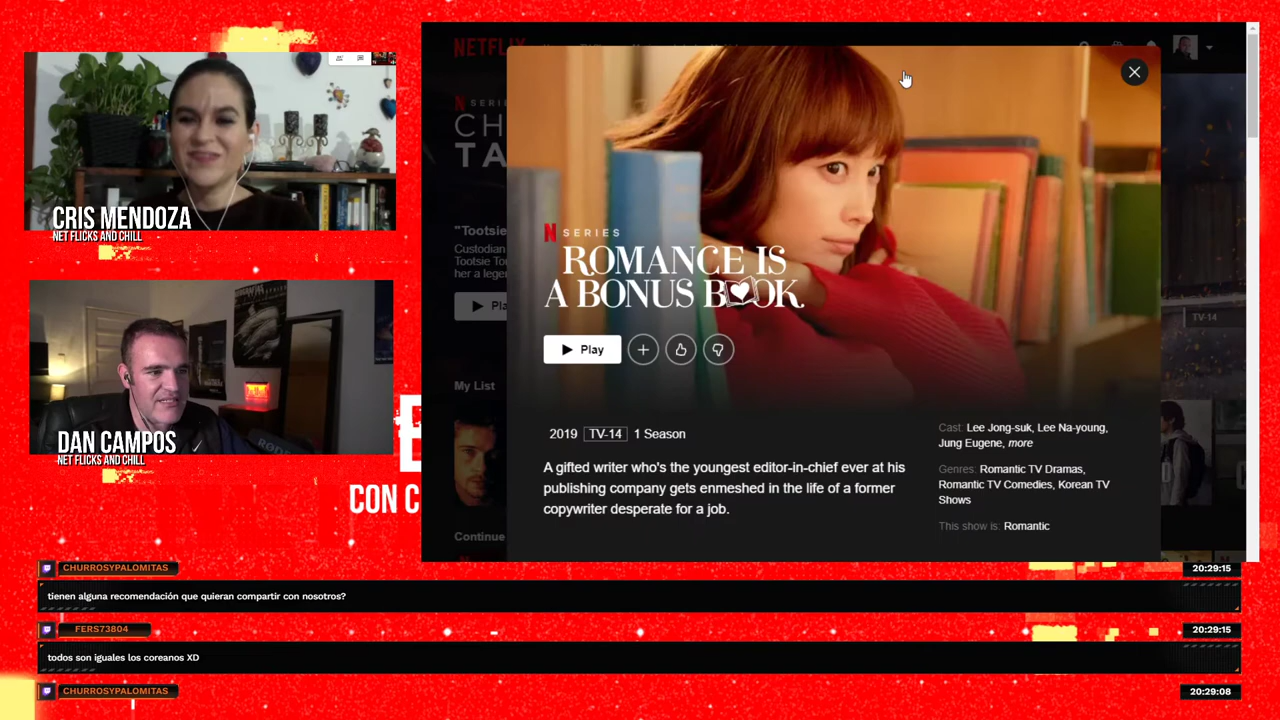 CRIS MENDOZA
NET FLICKS AND CHILL
DAN CAMPOS
NET FLICKS AND CHILL
CON C
NETFLIX
SERIE
CH
TA
"Tootsie
Custodian
Tootsie To
her a lege
Pla
My List
Continue
SERIES
ROMANCE IS
A BONUS BOOK
Play
2019 TV-14 1 Season
A gifted writer who's the youngest editor-in-chief ever at his
publishing company gets enmeshed in the life of a former
copywriter desperate for a job.
Cast: Lee Jong-suk, Lee Na-young,
Jung Eugene, more
Genres: Romantic TV Dramas,
Romantic TV Comedies, Korean TV
Shows
This show is: Romantic
TV-14
CHURROSYPALOMITAS
20:29:15
tienen alguna recomendación que quieran compartir con nosotros?
FERS73804
20:29:15
todos son iguales los coreanos XD
CHURROSYPALOMITAS
20:29:08